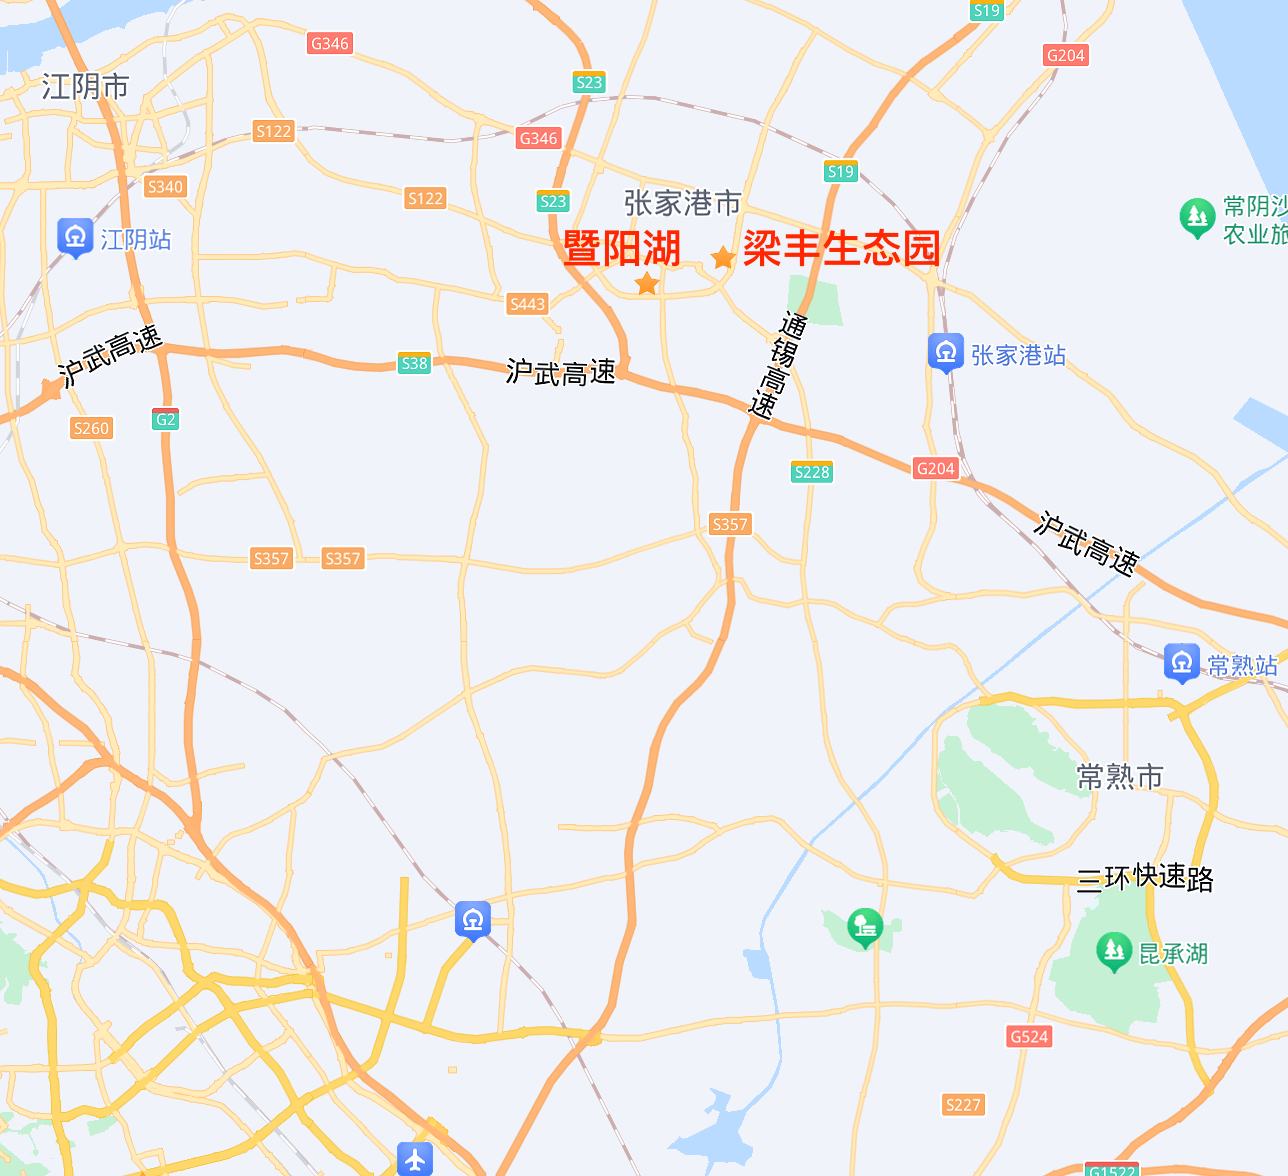 S19
G346
G204
S23
江阴市
S122
G346
S19
S340
S122
S23
张家港市
常阴沙
农业旅
江阴站
暨阳湖
梁丰生态园
S443
通锡高速
沪武高速
张家港站
S38
沪武高速
G2
S260
G204
S228
S357
沪武高速
S357
S357
常熟站
常熟市
三环快速路
昆承湖
G524
S227
G1522